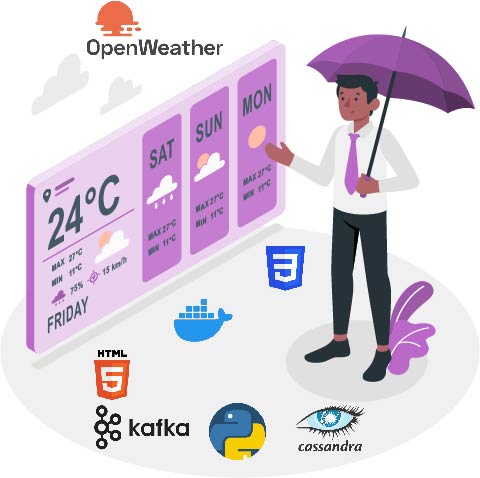 OpenWeather
24°C
MAX 27°C
MIN 11°C
75%
15 km/h
FRIDAY
SAT
MAX 27°C
MIN 11°C
SUN
MAX 27°C
MIN 11°C
MON
MAX 27°C
MIN 11°C
3
HTML
5
kafka
cassandra